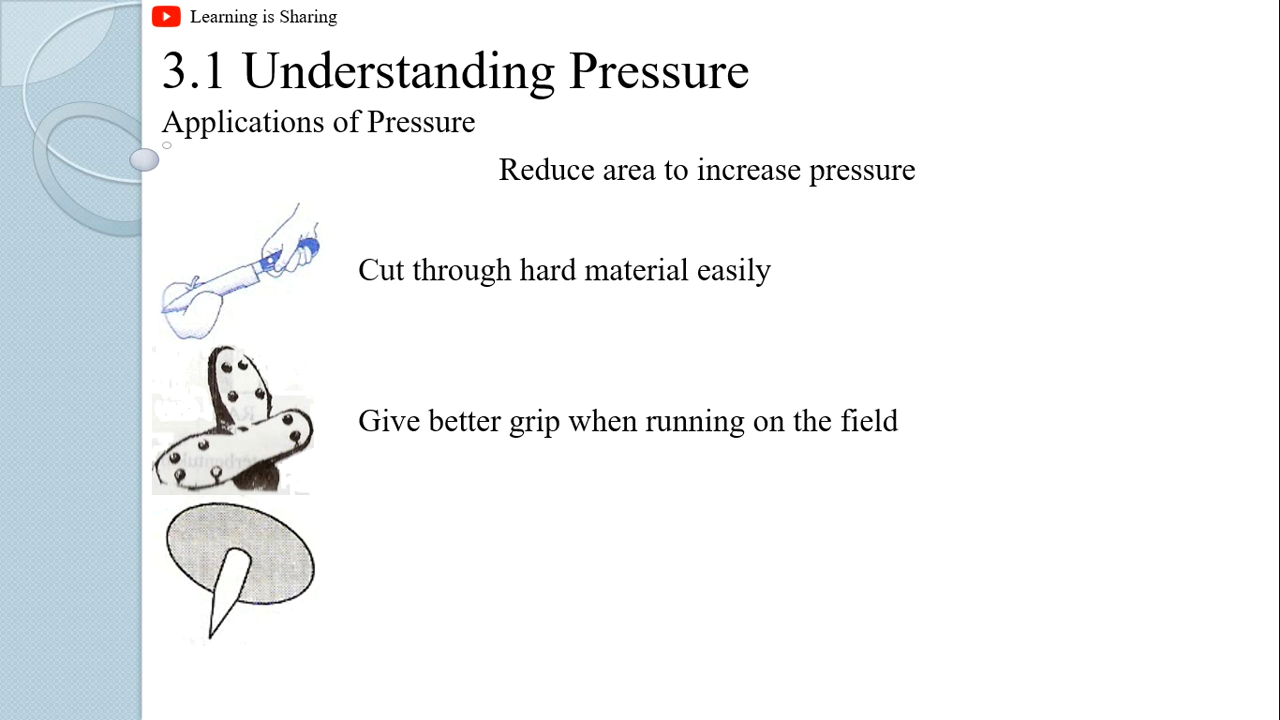 Learning is Sharing
3.1 Understanding Pressure
Applications of Pressure
Reduce area to increase pressure
Cut through hard material easily
Give better grip when running on the field